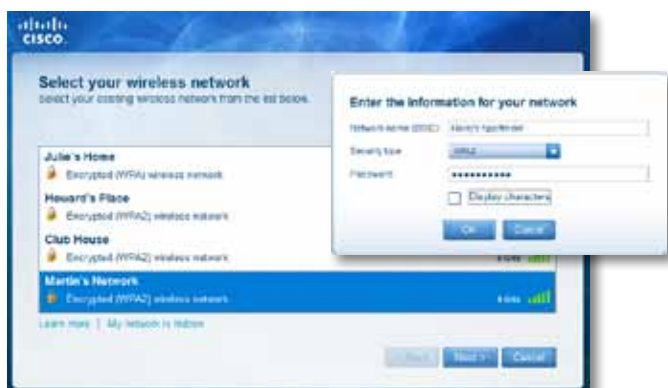 CISCO
Select your wireless network
Select your existing wireless network from the list below.
Julie's Home
Encrypted (WPA) wireless network
Howard's Place
Encrypted (WPA2) wireless network
Club House
Encrypted (WPA2) wireless network
Martin's Network
Encrypted (WPA2) wireless network
Learn more | My network is hidden
Next > Cancel
Enter the information for your network
Network name (SSID)
Security type WPA2
Password
Display characters
OK Cancel